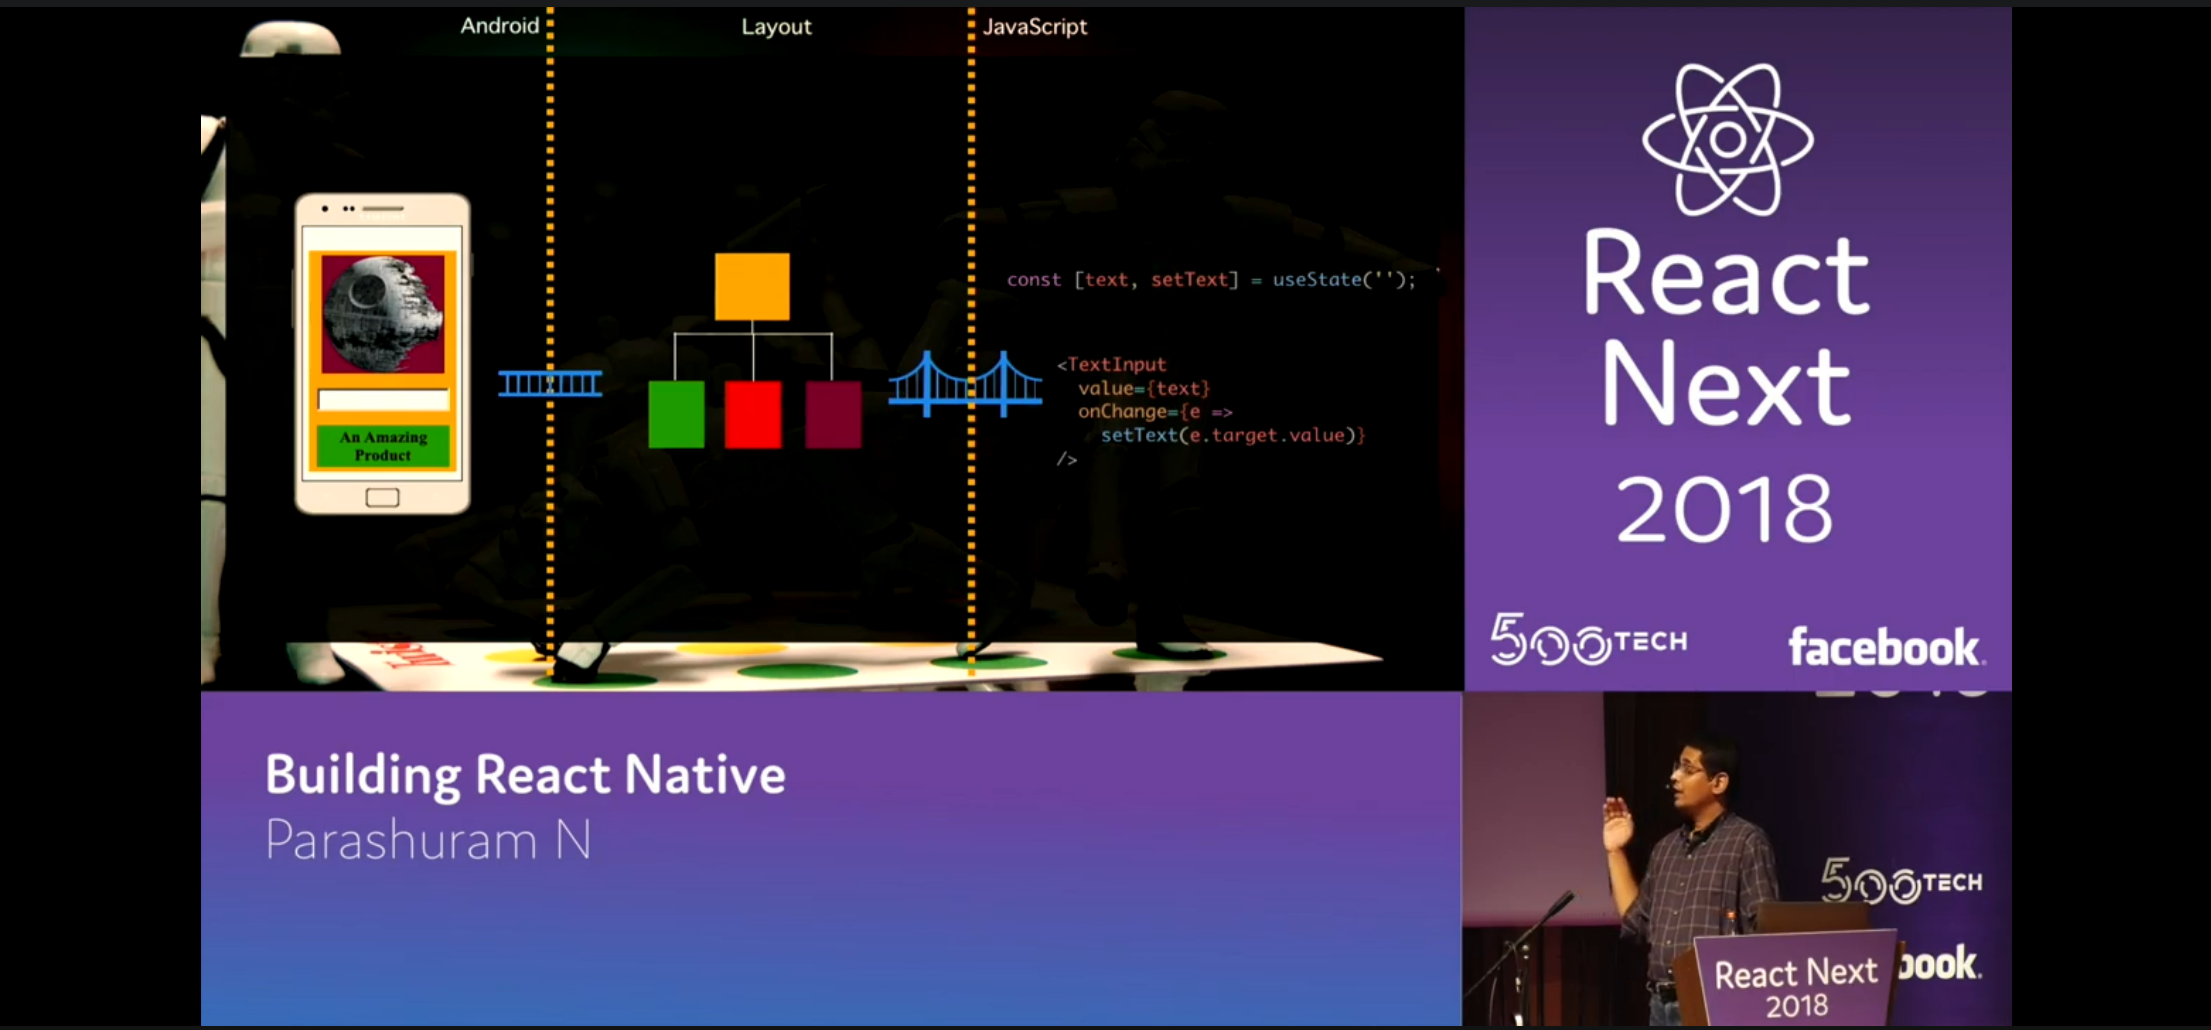 Android
Layout
JavaScript
const [text, setText] = useState('');
<TextInput
value={text}
onChange={e =>
setText(e.target.value)}
/>
An Amazing
Product
React
Next
2018
500TECH
facebook.
Building React Native
Parashuram N
500TECH
book.
React Next
2018